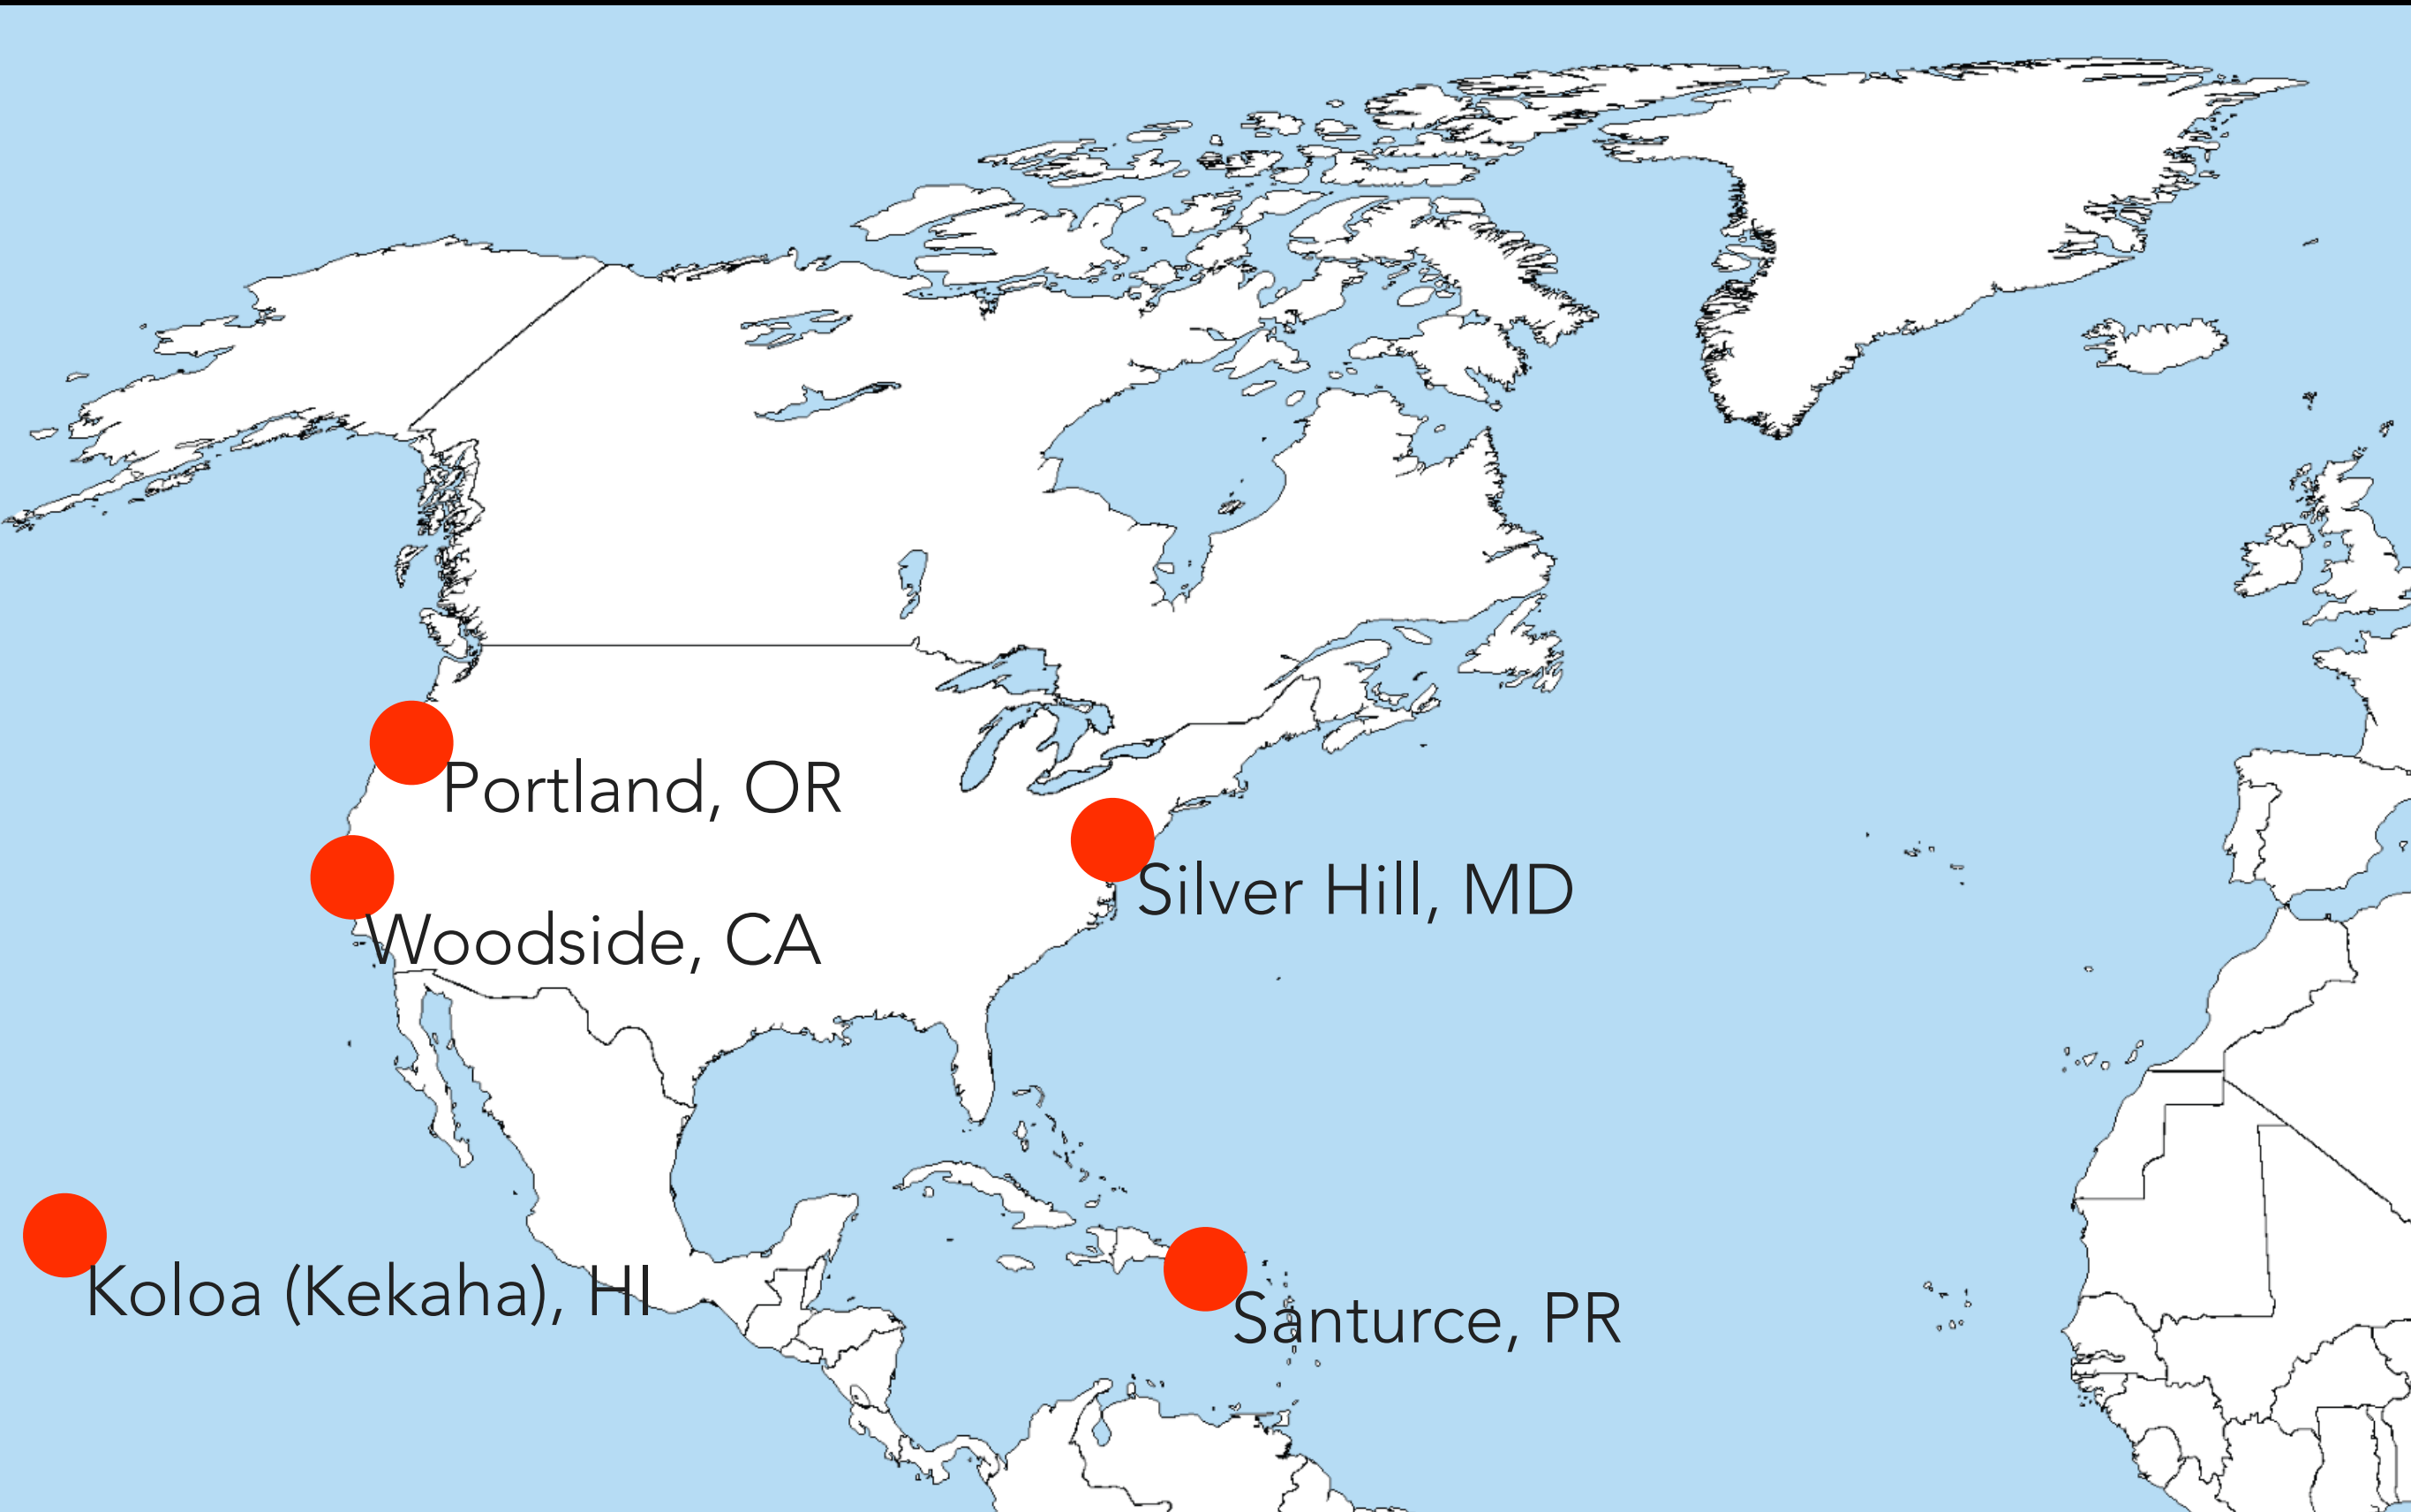 Portland, OR
Silver Hill, MD
Woodside, CA
Koloa (Kekaha), HI
Santurce, PR